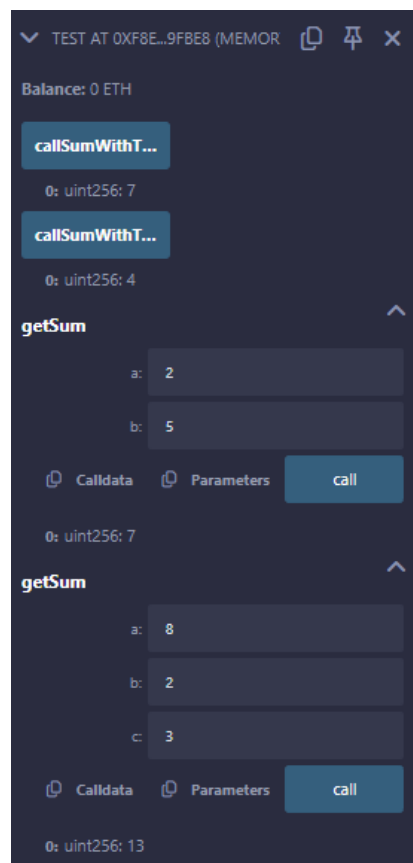 TEST AT 0XF8E...9FBE8 (MEMOR
Balance: 0 ETH
callSumWithT...
0: uint256: 7
callSumWithT...
0: uint256: 4
getSum
a: 2
b: 5
Calldata Parameters call
0: uint256: 7
getSum
a: 8
b: 2
c: 3
Calldata Parameters call
0: uint256: 13